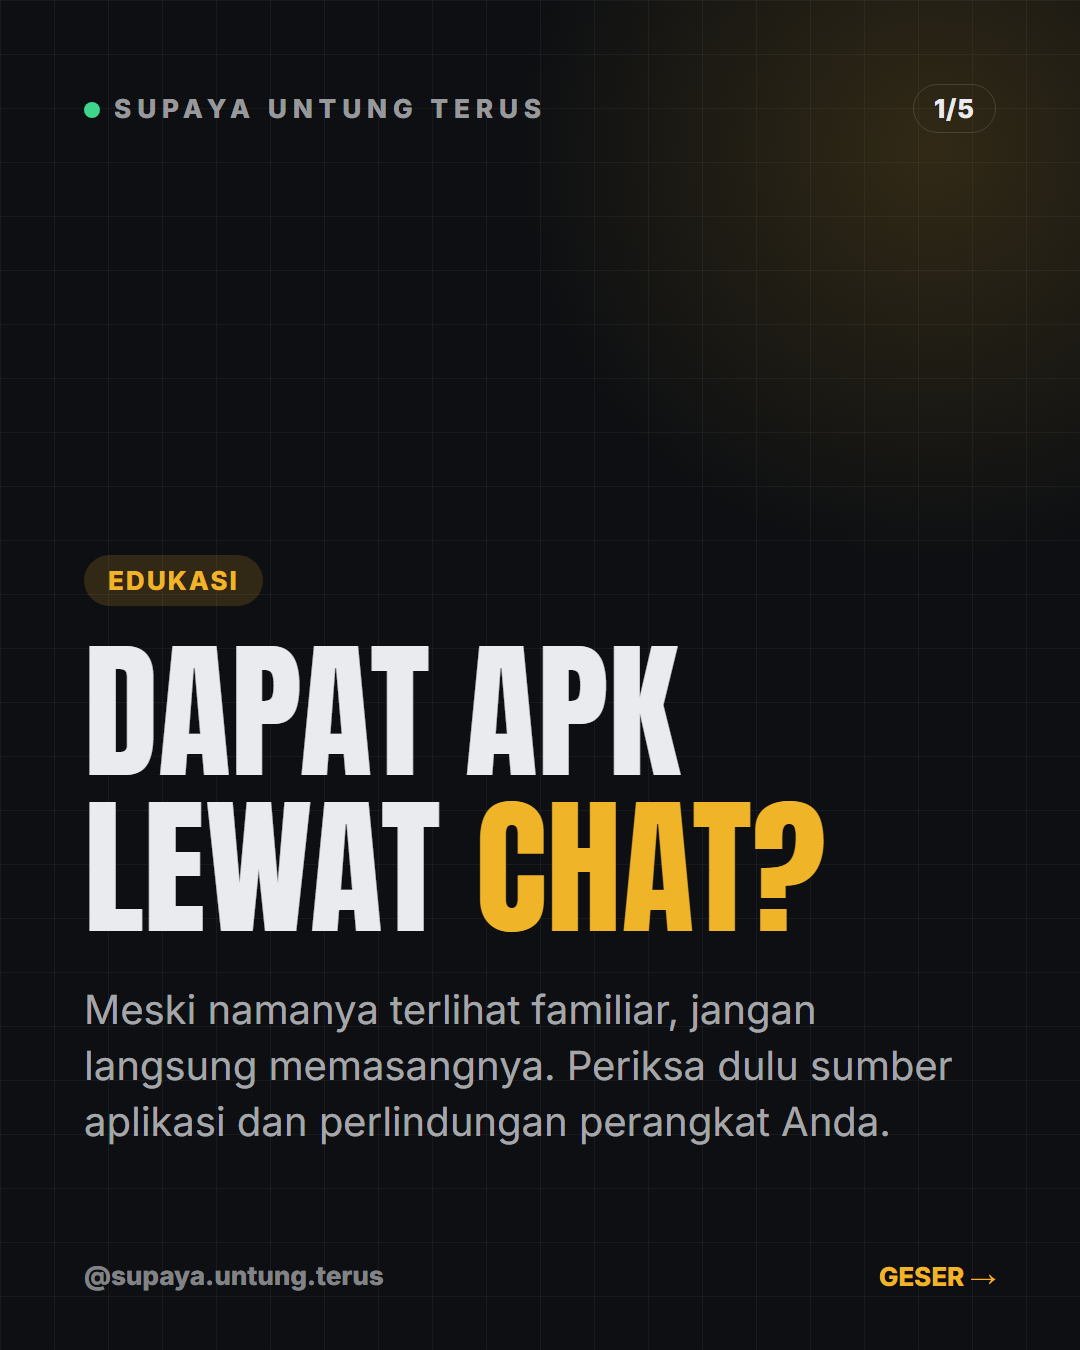 SUPAYA UNTUNG TERUS
1/5
EDUKASI
DAPAT APK
LEWAT CHAT?
Meski namanya terlihat familiar, jangan
langsung memasangnya. Periksa dulu sumber
aplikasi dan perlindungan perangkat Anda.
@supaya.untung.terus
GESER →